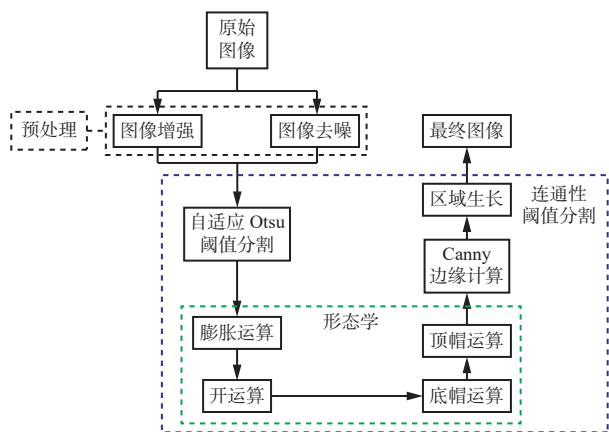 原始
图像
预处理
图像增强
图像去噪
最终图像
连通性
阈值分割
区域生长
自适应 Otsu
阈值分割
Canny
边缘计算
形态学
膨胀运算
顶帽运算
开运算
底帽运算